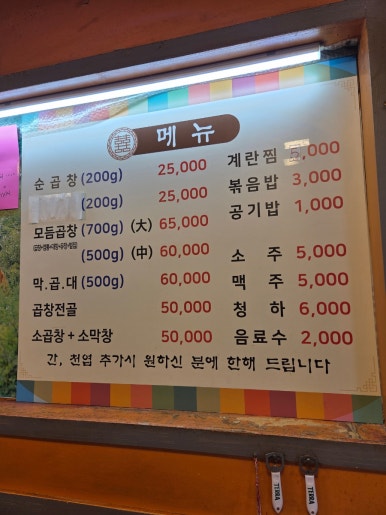 메뉴
순곱창 (200g) 25,000
(200g) 25,000
모듬곱창 (700g) (大) 65,000
(500g) (中) 60,000
막.곱.대 (500g) 60,000
곱창전골 50,000
소곱창 + 소막창 50,000
계란찜 5,000
볶음밥 3,000
공기밥 1,000
소주 5,000
맥주 5,000
청하 6,000
음료수 2,000
간, 천엽 추가시 원하신 분에 한해 드립니다
TERRA
TERRA